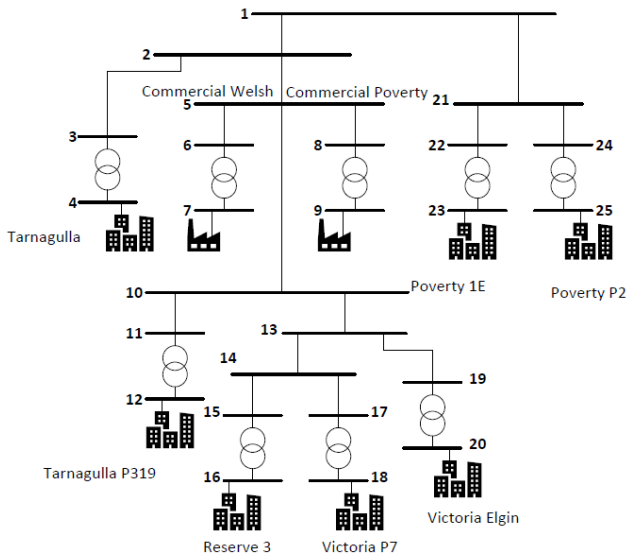 1
2
Commercial Welsh Commercial Poverty
5 21
3 6 8 22 24
4 7 9 23 25
Tarnagulla
Poverty 1E Poverty P2
10
11 13
14
19
12 15 17
20
Tarnagulla P319 16 18
Victoria Elgin
Reserve 3 Victoria P7